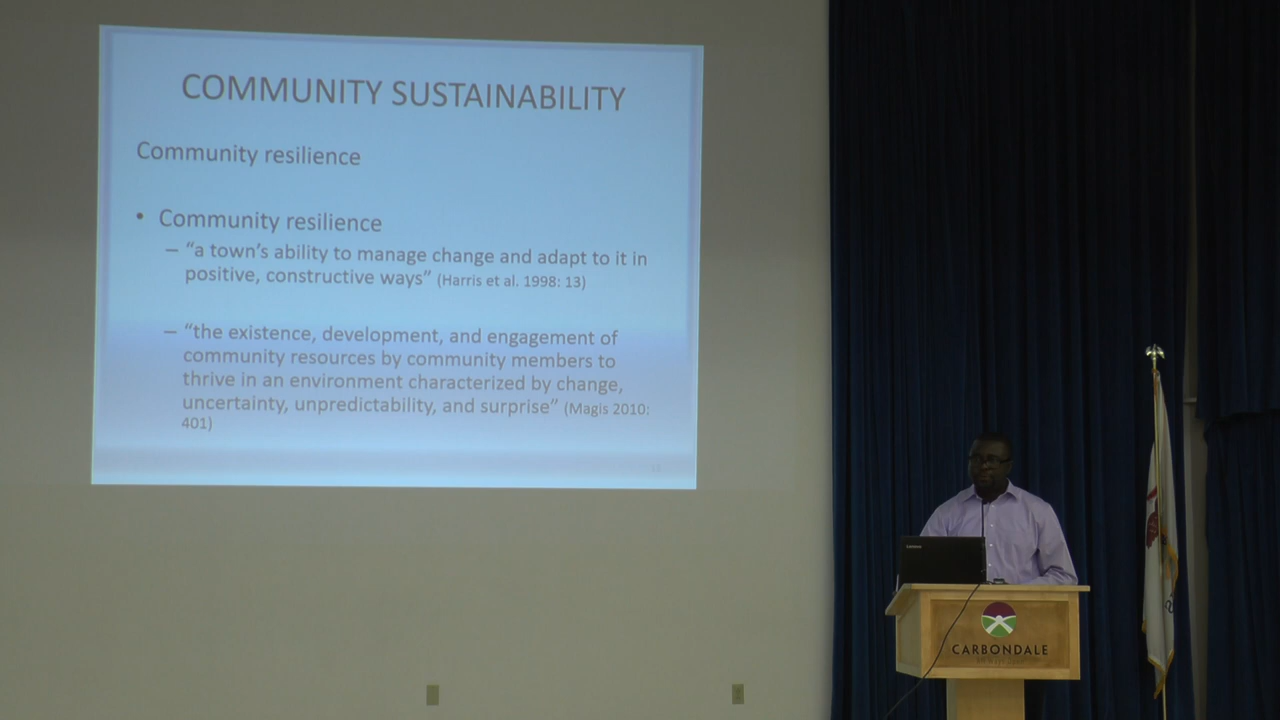 COMMUNITY SUSTAINABILITY
Community resilience
• Community resilience
– “a town’s ability to manage change and adapt to it in
positive, constructive ways” (Harris et al. 1998: 13)
– “the existence, development, and engagement of
community resources by community members to
thrive in an environment characterized by change,
uncertainty, unpredictability, and surprise” (Magis 2010:
401)
Lenovo
CARBONDALE